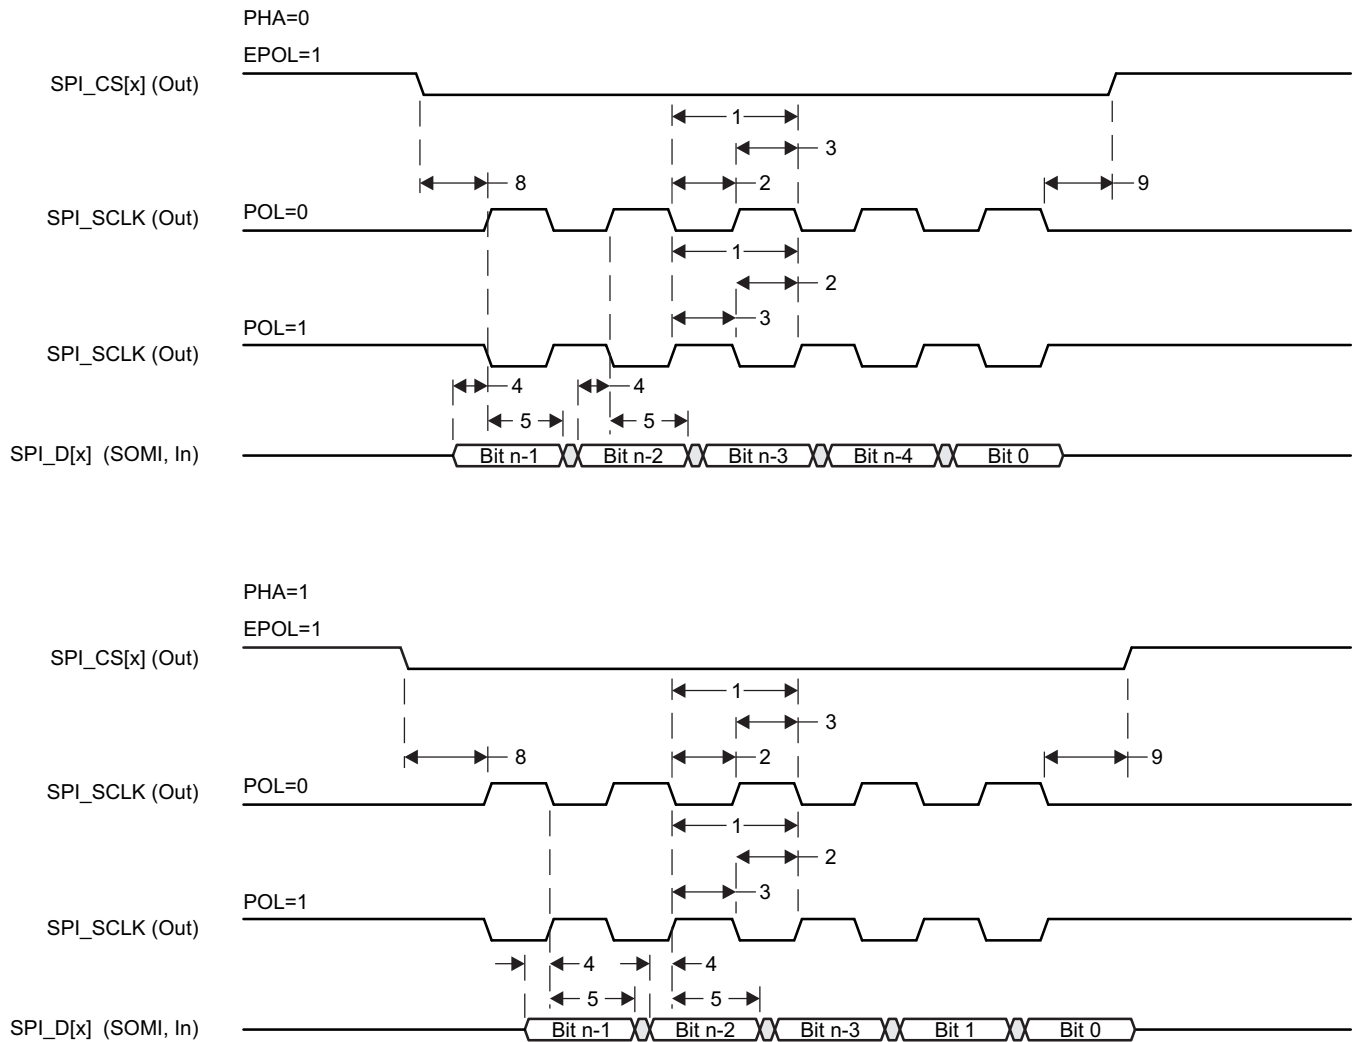 PHA=0
EPOL=1
SPI_CS[x] (Out)
1
3
8
2
9
SPI_SCLK (Out)
POL=0
1
2
3
POL=1
SPI_SCLK (Out)
4
4
5
5
SPI_D[x] (SOMI, In)
Bit n-1
Bit n-2
Bit n-3
Bit n-4
Bit 0
PHA=1
EPOL=1
SPI_CS[x] (Out)
1
3
8
2
9
SPI_SCLK (Out)
POL=0
1
2
3
POL=1
SPI_SCLK (Out)
4
4
5
5
SPI_D[x] (SOMI, In)
Bit n-1
Bit n-2
Bit n-3
Bit 1
Bit 0